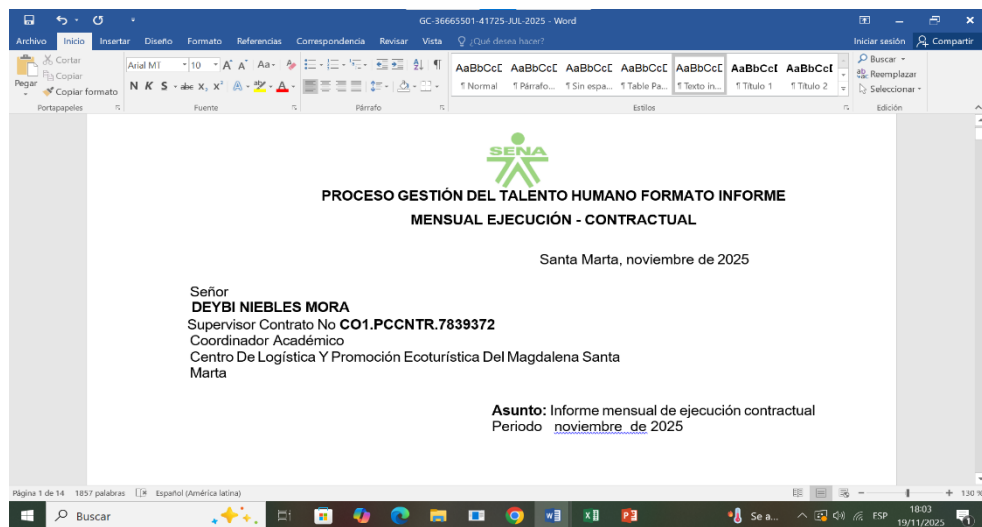 GC-36665501-41725-JUL-2025 - Word
Archivo Inicio Insertar Diseño Formato Referencias Correspondencia Revisar Vista ¿Qué desea hacer? Iniciar sesión Compartir
Cortar
Copiar
Copiar formato
Pegar
Arial MT 10
N K S abc X, X²
AaBbCcD AaBbCcD AaBbCcD AaBbCcD AaBbCcD AaBbCcI AaBbCcI
¶ Normal ¶ Párrafo... ¶ Sin espa... ¶ Table Pa... ¶ Texto in... ¶ Título 1 ¶ Título 2
Buscar
Reemplazar
Seleccionar
Portapapeles Fuente Párrafo Estilos Edición
SENA
PROCESO GESTIÓN DEL TALENTO HUMANO FORMATO INFORME
MENSUAL EJECUCIÓN - CONTRACTUAL
Santa Marta, noviembre de 2025
Señor
DEYBI NIEBLES MORA
Supervisor Contrato No CO1.PCCNTR.7839372
Coordinador Académico
Centro De Logística Y Promoción Ecoturística Del Magdalena Santa
Marta
Asunto: Informe mensual de ejecución contractual
Periodo noviembre de 2025
Página 1 de 14 1857 palabras Español (América latina) 130 %
Buscar Se a... ESP 18:03
19/11/2025